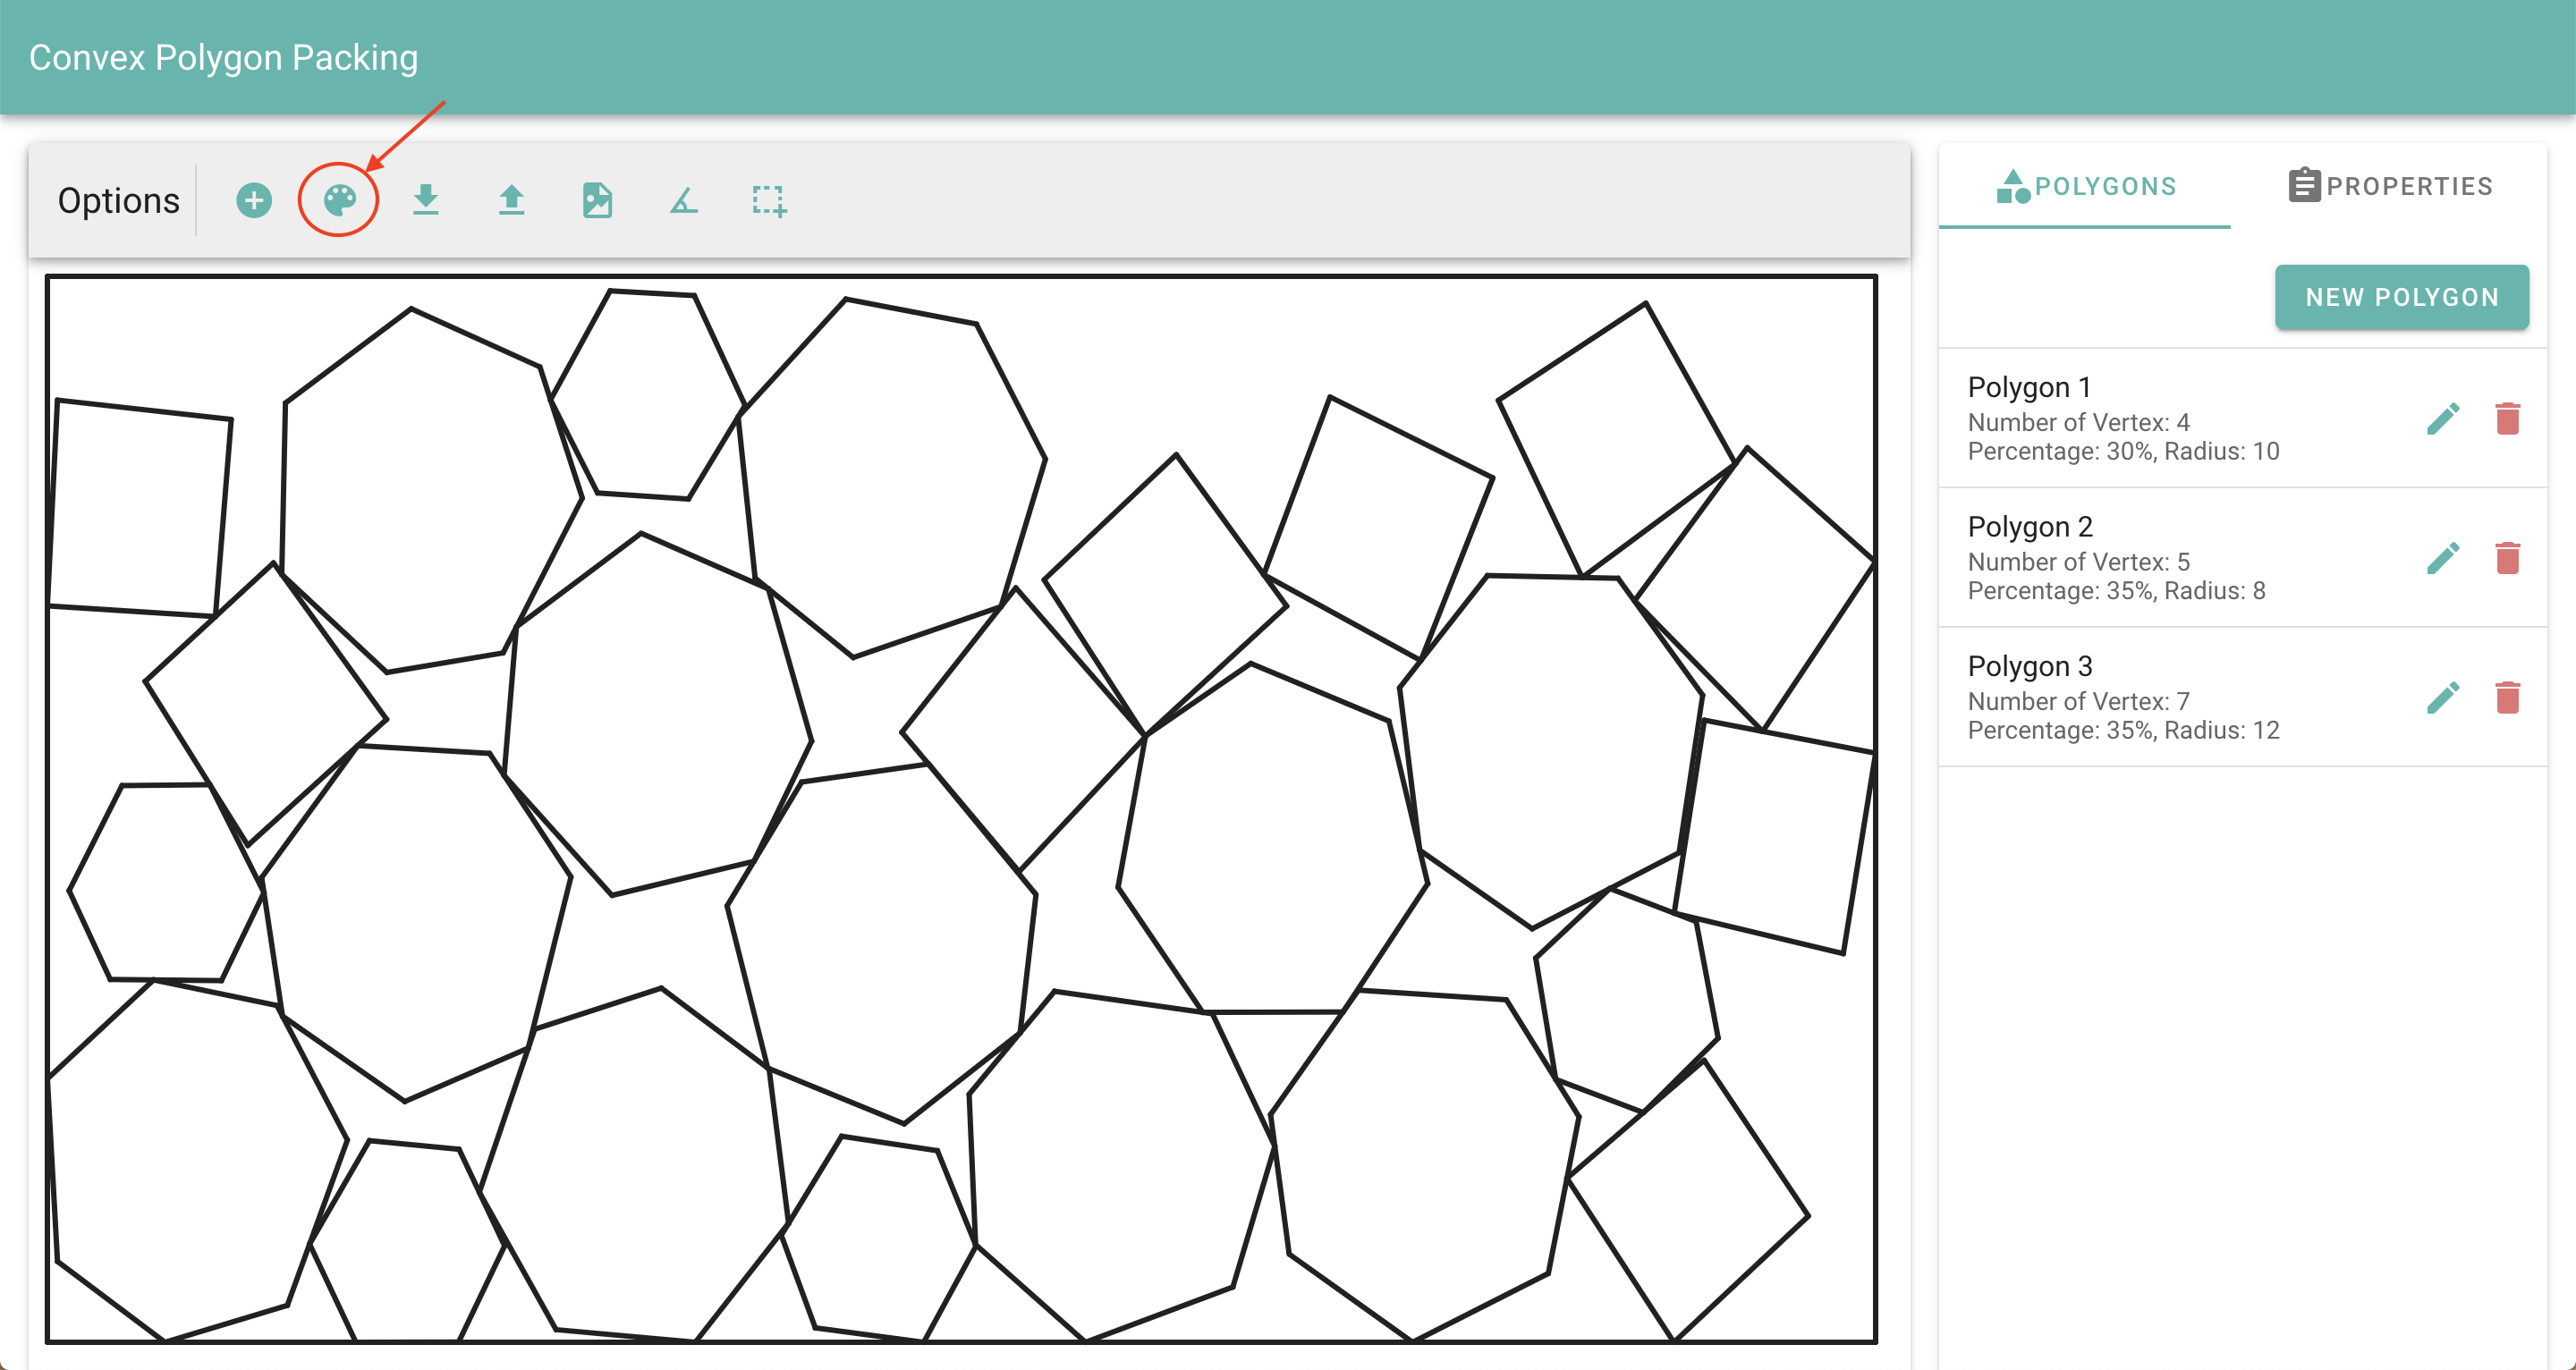 Convex Polygon Packing
Options
POLYGONS
PROPERTIES
NEW POLYGON
Polygon 1
Number of Vertex: 4
Percentage: 30%, Radius: 10
Polygon 2
Number of Vertex: 5
Percentage: 35%, Radius: 8
Polygon 3
Number of Vertex: 7
Percentage: 35%, Radius: 12